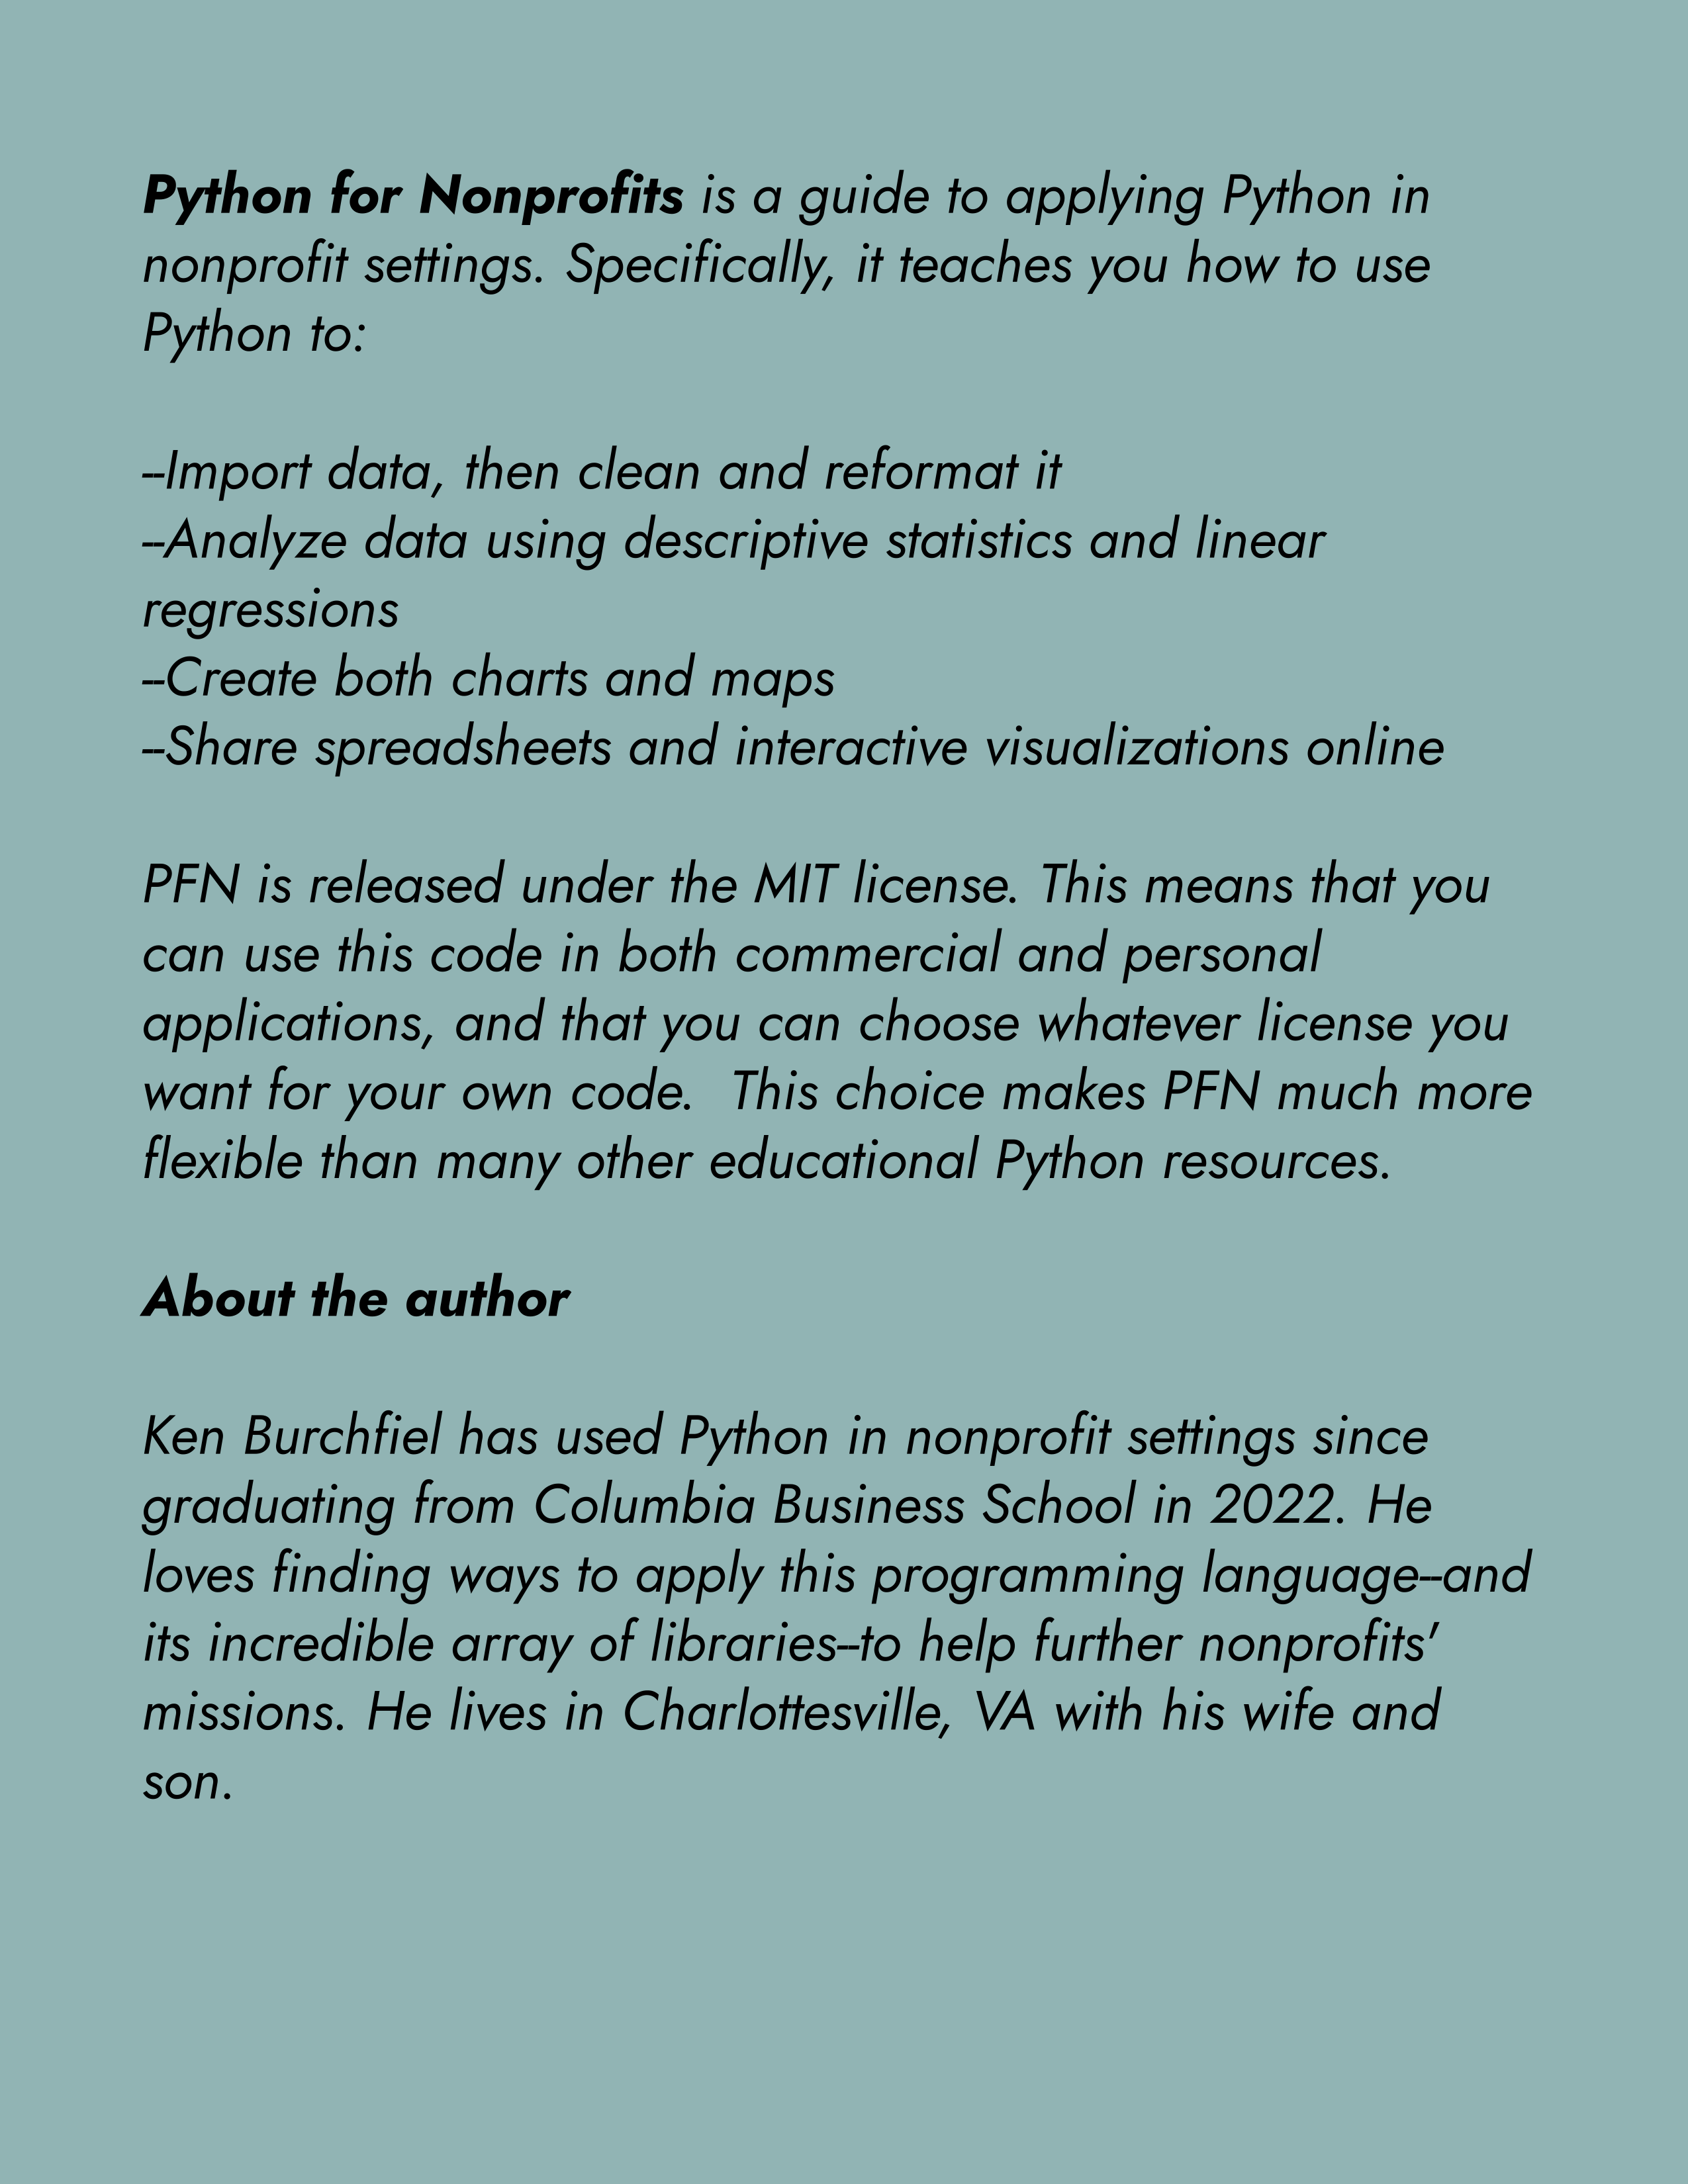 Python for Nonprofits is a guide to applying Python in
nonprofit settings. Specifically, it teaches you how to use
Python to:
--Import data, then clean and reformat it
--Analyze data using descriptive statistics and linear
regressions
--Create both charts and maps
--Share spreadsheets and interactive visualizations online
PFN is released under the MIT license. This means that you
can use this code in both commercial and personal
applications, and that you can choose whatever license you
want for your own code.  This choice makes PFN much more
flexible than many other educational Python resources.
About the author
Ken Burchfiel has used Python in nonprofit settings since
graduating from Columbia Business School in 2022. He
loves finding ways to apply this programming language--and
its incredible array of libraries--to help further nonprofits’
missions. He lives in Charlottesville, VA with his wife and
son.